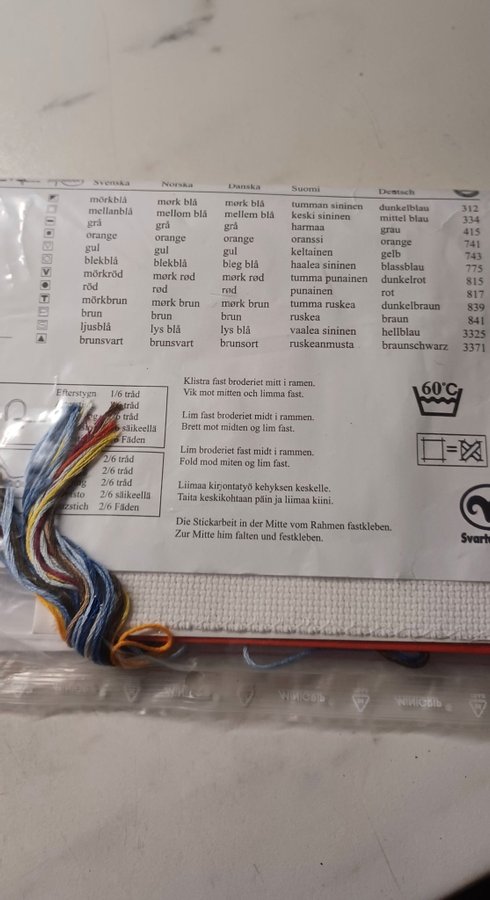 Svenska Norska Danska Suomi Deutsch
mörkblå mørk blå mørk blå tumman sininen dunkelblau 312
mellanblå mellom blå mellem blå keski sininen mittel blau 334
grå grå grå harmaa grau 415
orange orange orange oranssi orange 741
gul gul gul keltainen gelb 743
blekblå blekblå bleg blå haalea sininen blassblau 775
mörkröd mørk rød mørk rød tumma punainen dunkelrot 815
röd rød rød punainen rot 817
mörkbrun mørk brun mørk brun tumma ruskea dunkelbraun 839
brun brun brun ruskea braun 841
ljusblå lys blå lys blå vaalea sininen hellblau 3325
brunsvart brunsvart brunsort ruskeanmusta braunschwarz 3371
Efterstygn 1/6 tråd
tråd
tråd
säikeellä
Fäden
2/6 tråd
2/6 tråd
2/6 tråd
2/6 säikeellä
2/6 Fäden
Klistra fast broderiet mitt i ramen.
Vik mot mitten och limma fast.
Lim fast broderiet midt i rammen.
Brett mot midten og lim fast.
Lim broderiet fast midt i rammen.
Fold mod miten og lim fast.
Liimaa kirjontatyö kehyksen keskelle.
Taita keskikohtaan päin ja liimaa kiini.
Die Stickarbeit in der Mitte vom Rahmen fastkleben.
Zur Mitte him falten und festkleben.
60°C
=
Svart
MINIGRIP
MINIGRIP